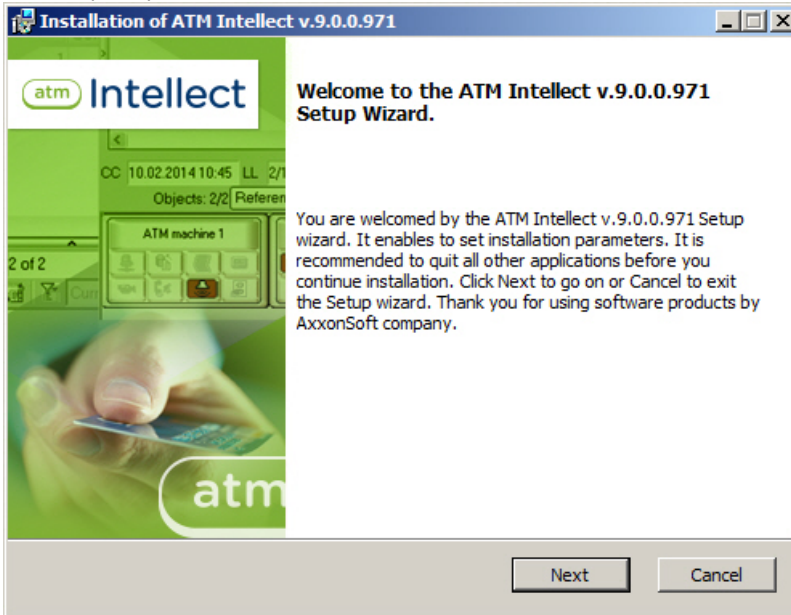 Installation of ATM Intellect v.9.0.0.971
atm Intellect
CC 10.02.2014 10:45 LL 2/1
Objects: 2/2 Referen
ATM machine 1
2 of 2
Curr
atm
Welcome to the ATM Intellect v.9.0.0.971
Setup Wizard.
You are welcomed by the ATM Intellect v.9.0.0.971 Setup
wizard. It enables to set installation parameters. It is
recommended to quit all other applications before you
continue installation. Click Next to go on or Cancel to exit
the Setup wizard. Thank you for using software products by
AxxonSoft company.
Next
Cancel